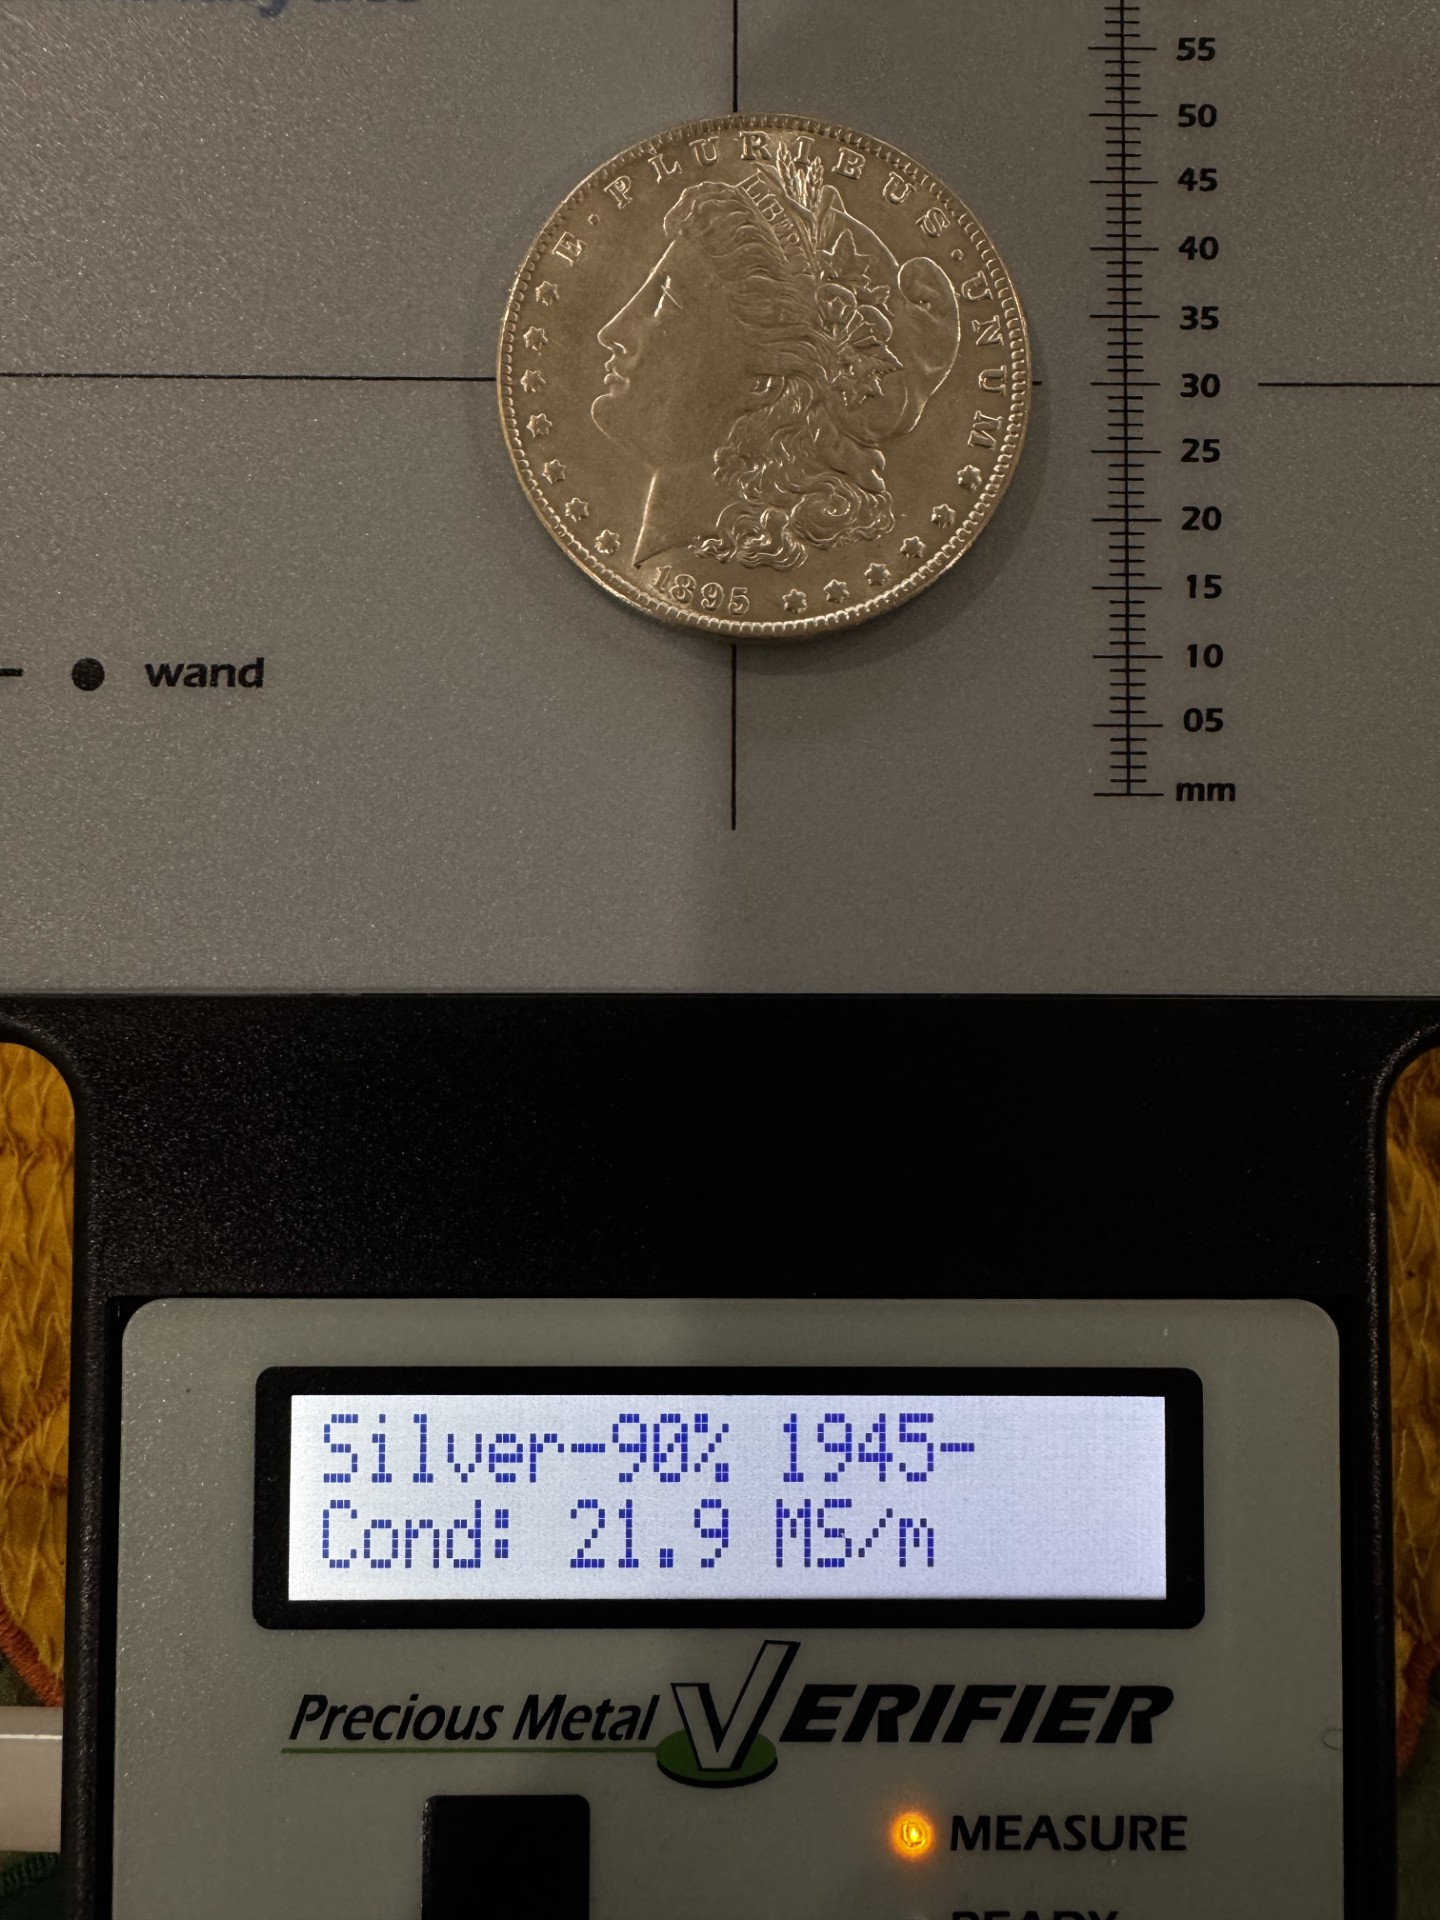 E · PLURIBUS · UNUM
LIBERTY
1895
55
50
45
40
35
30
25
20
15
10
05
mm
wand
Silver-90% 1945-
Cond: 21.9 MS/m
Precious Metal VERIFIER
MEASURE
READY